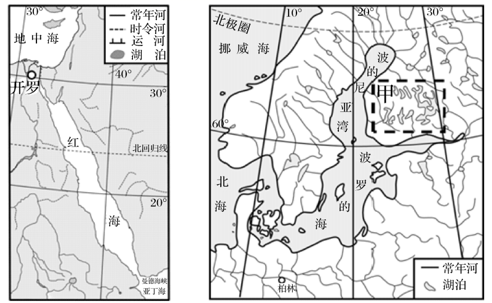 30°
地中海
常年河
时令河
运河
湖泊
40°
开罗
30°
红
北回归线
海
20°
曼德海峡
亚丁海
北极圈
10°
20°
30°
挪威海
波
的
尼
亚
湾
甲
60°
北
海
波
罗
的
海
柏林
常年河
湖泊